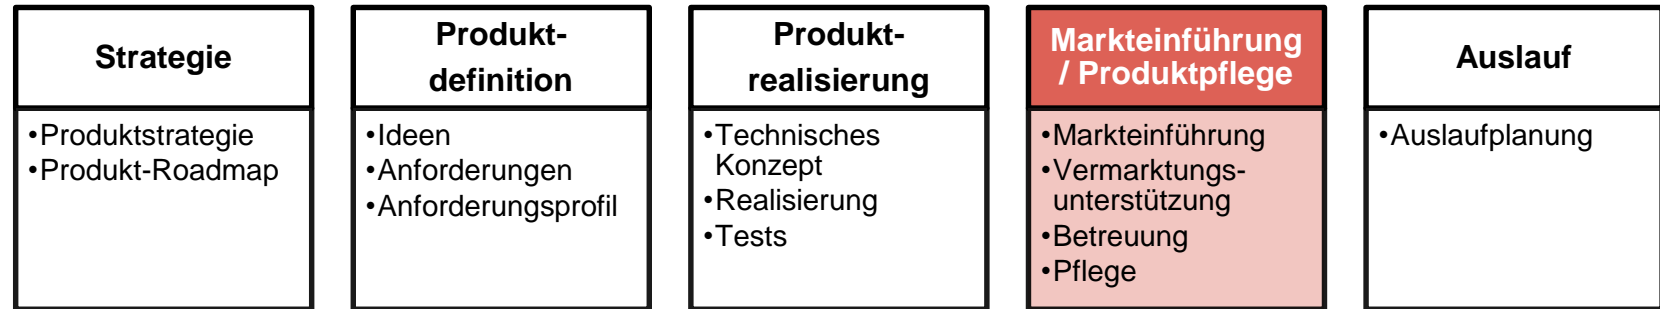 Strategie
•Produktstrategie
•Produkt-Roadmap
Produkt-
definition
•Ideen
•Anforderungen
•Anforderungsprofil
Produkt-
realisierung
•Technisches
Konzept
•Realisierung
•Tests
Markteinführung
/ Produktpflege
•Markteinführung
•Vermarktungs-
unterstützung
•Betreuung
•Pflege
Auslauf
•Auslaufplanung